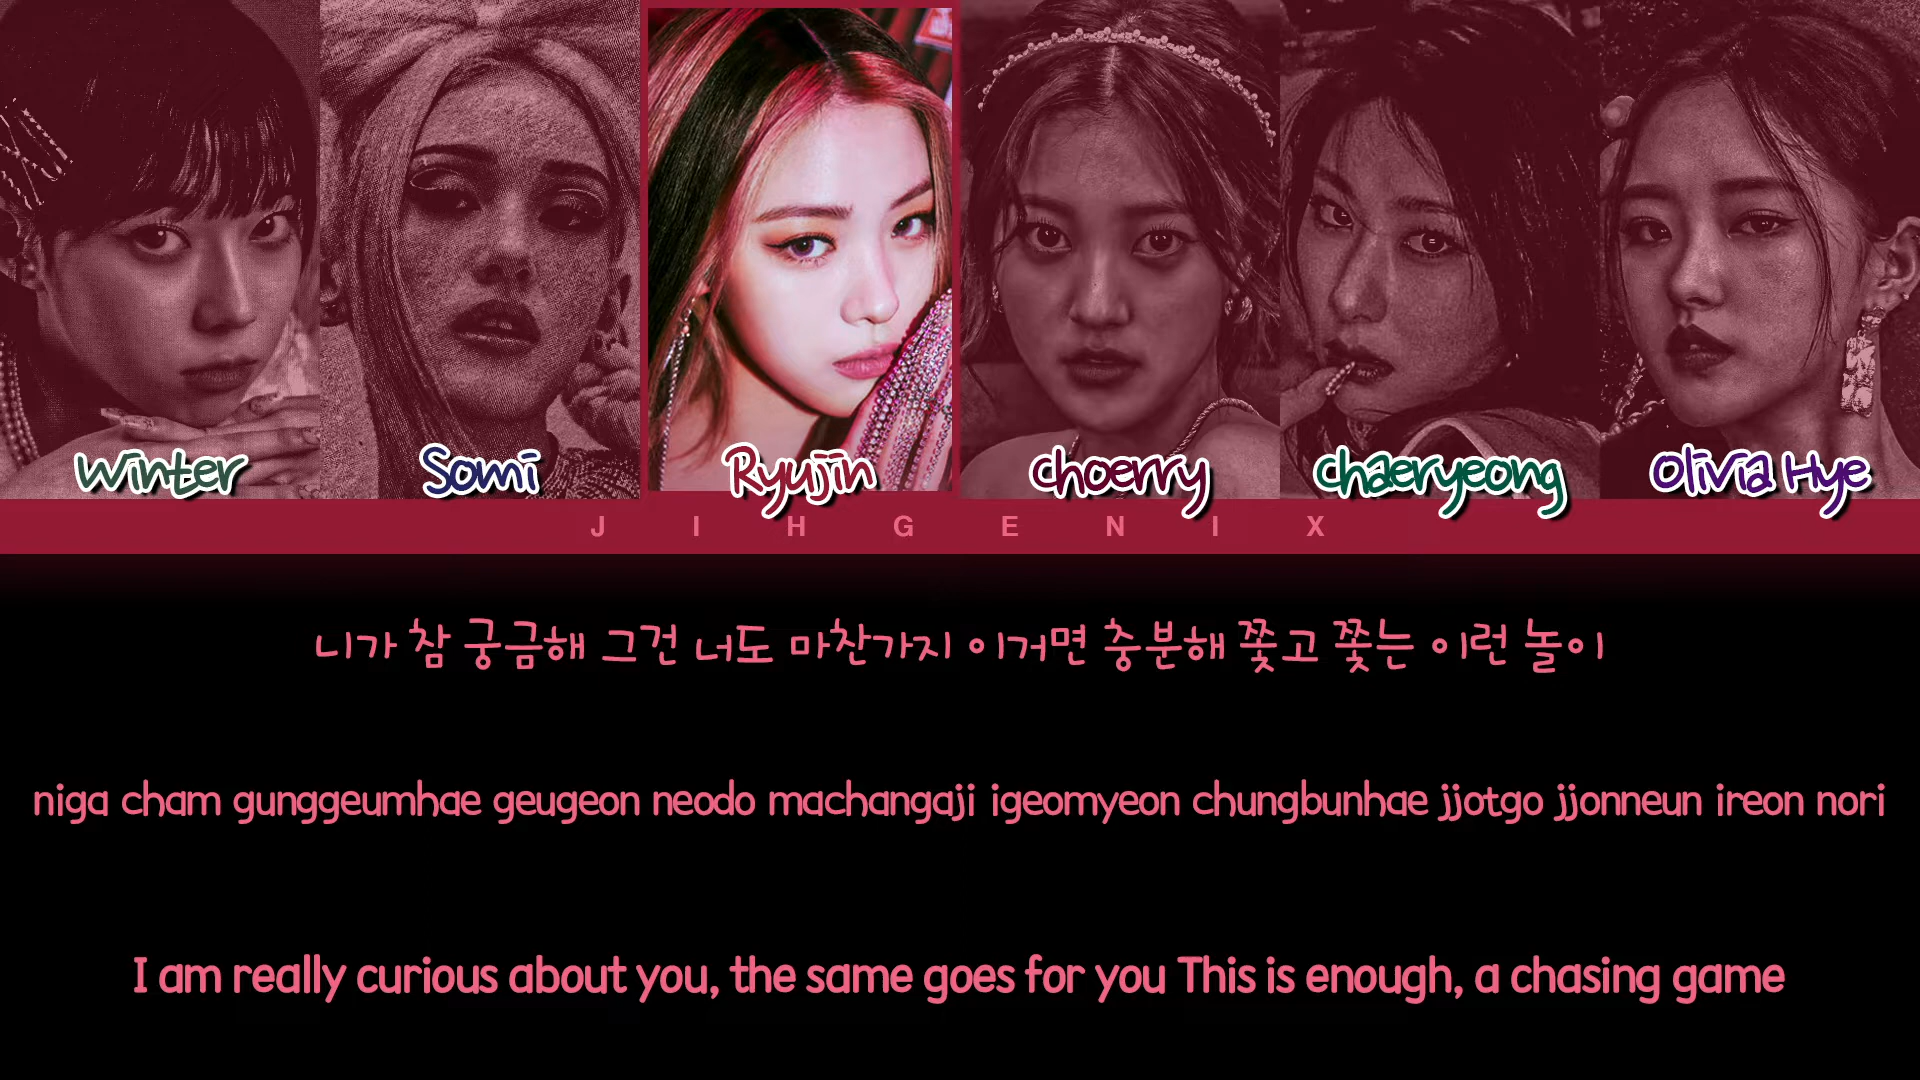 Winter
Somi
Ryujin
choerry
chaeryeong
Olivia Hye
JIHGENIX
니가 참 궁금해 그건 너도 마찬가지 이거면 충분해 쫓고 쫓는 이런 놀이
niga cham gunggeumhae geugeon neodo machangaji igeomyeon chungbunhae jjotgo jjonneun ireon nori
I am really curious about you, the same goes for you This is enough, a chasing game